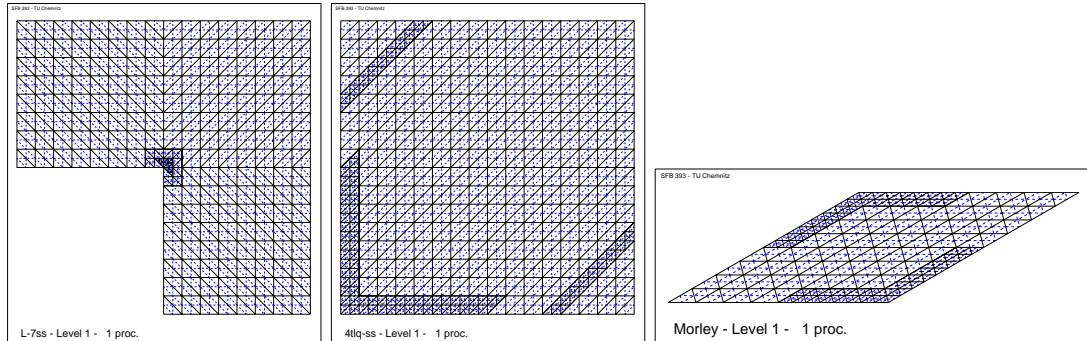 SFB 393 - TU Chemnitz
L-7ss - Level 1 - 1 proc.
SFB 393 - TU Chemnitz
4tlq-ss - Level 1 - 1 proc.
SFB 393 - TU Chemnitz
Morley - Level 1 - 1 proc.